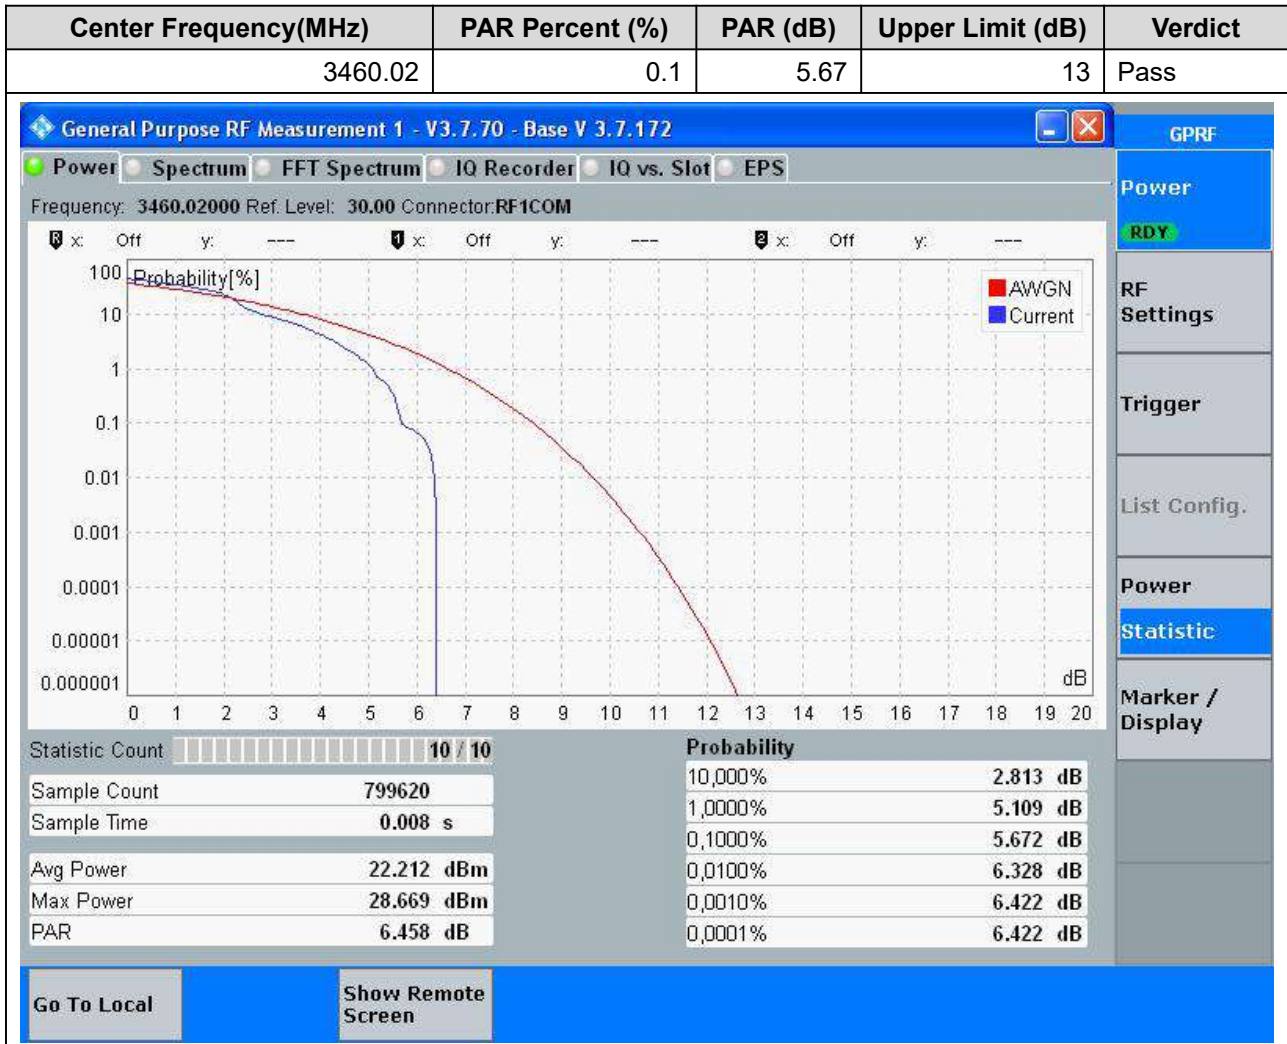 Center Frequency(MHz) PAR Percent (%) PAR (dB) Upper Limit (dB) Verdict
3460.02 0.1 5.67 13 Pass
General Purpose RF Measurement 1 - V3.7.70 - Base V 3.7.172
GPRF
Power Spectrum FFT Spectrum IQ Recorder IQ vs. Slot EPS
Frequency: 3460.02000 Ref. Level: 30.00 Connector:RF1COM
R x: Off y: --- 1 x: Off y: --- 2 x: Off y: ---
Probability[%]
AWGN
Current
100
10
1
0.1
0.01
0.001
0.0001
0.00001
0.000001
dB
0 1 2 3 4 5 6 7 8 9 10 11 12 13 14 15 16 17 18 19 20
Statistic Count 10 / 10
Sample Count 799620
Sample Time 0.008 s
Avg Power 22.212 dBm
Max Power 28.669 dBm
PAR 6.458 dB
Probability
10,000% 2.813 dB
1,0000% 5.109 dB
0,1000% 5.672 dB
0,0100% 6.328 dB
0,0010% 6.422 dB
0,0001% 6.422 dB
Power
RDY
RF
Settings
Trigger
List Config.
Power
Statistic
Marker /
Display
Go To Local
Show Remote
Screen